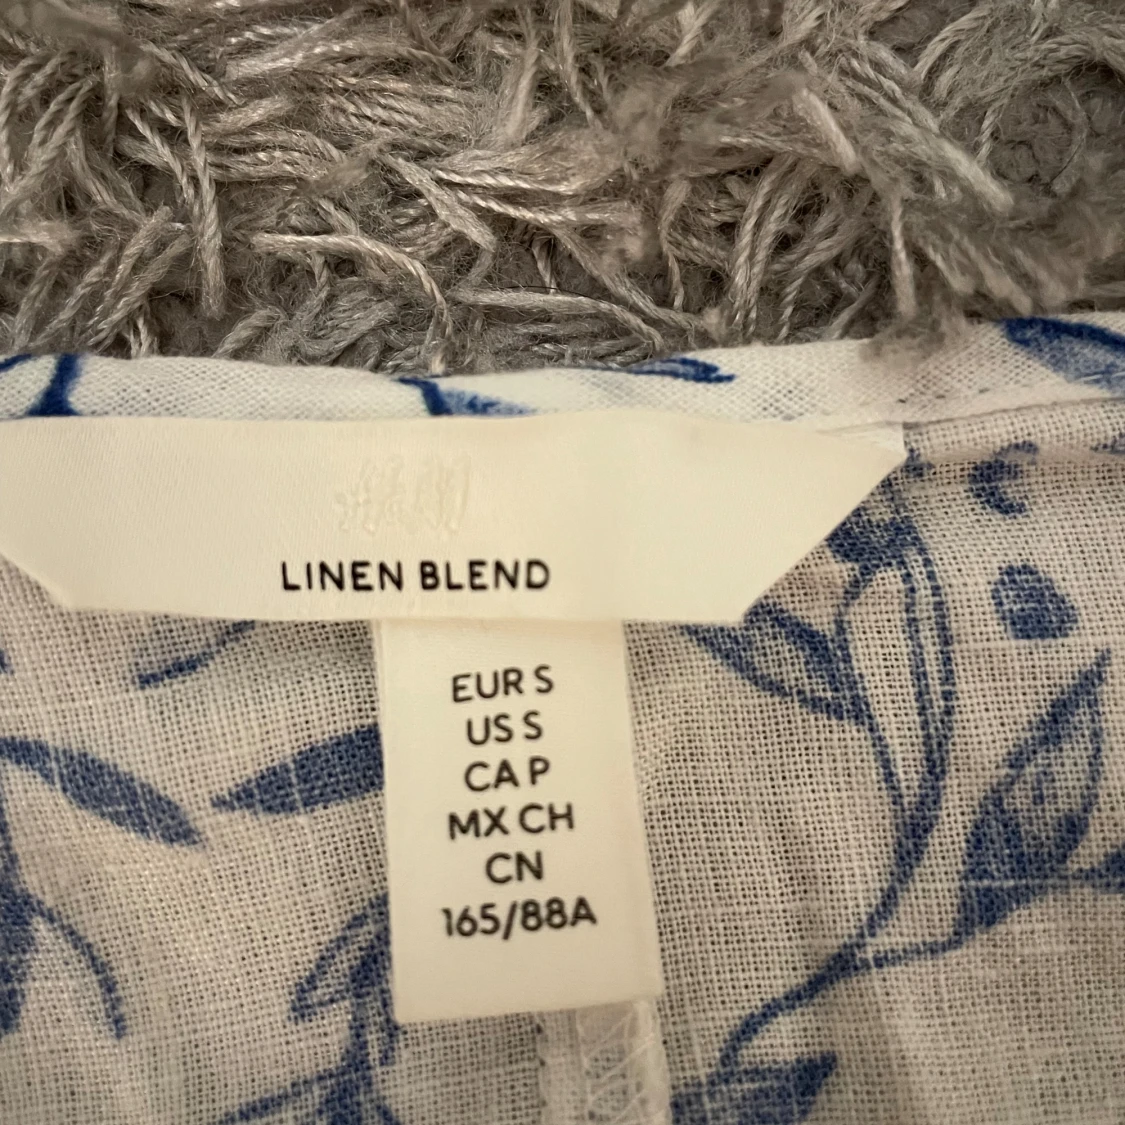 H&M
LINEN BLEND
EUR S
US S
CA P
MX CH
CN
165/88A